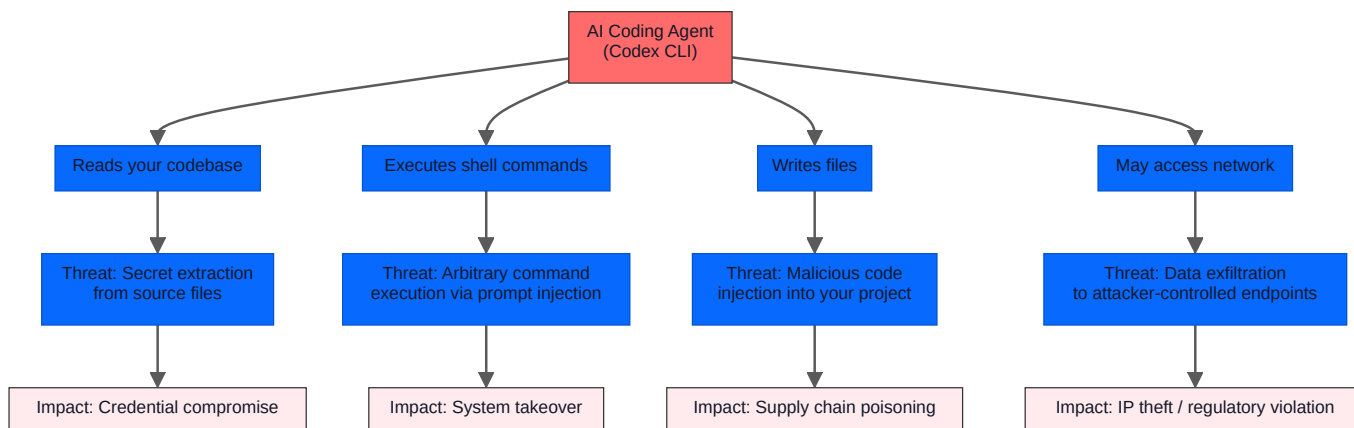 AI Coding Agent
(Codex CLI)
Reads your codebase
Executes shell commands
Writes files
May access network
Threat: Secret extraction
from source files
Threat: Arbitrary command
execution via prompt injection
Threat: Malicious code
injection into your project
Threat: Data exfiltration
to attacker-controlled endpoints
Impact: Credential compromise
Impact: System takeover
Impact: Supply chain poisoning
Impact: IP theft / regulatory violation